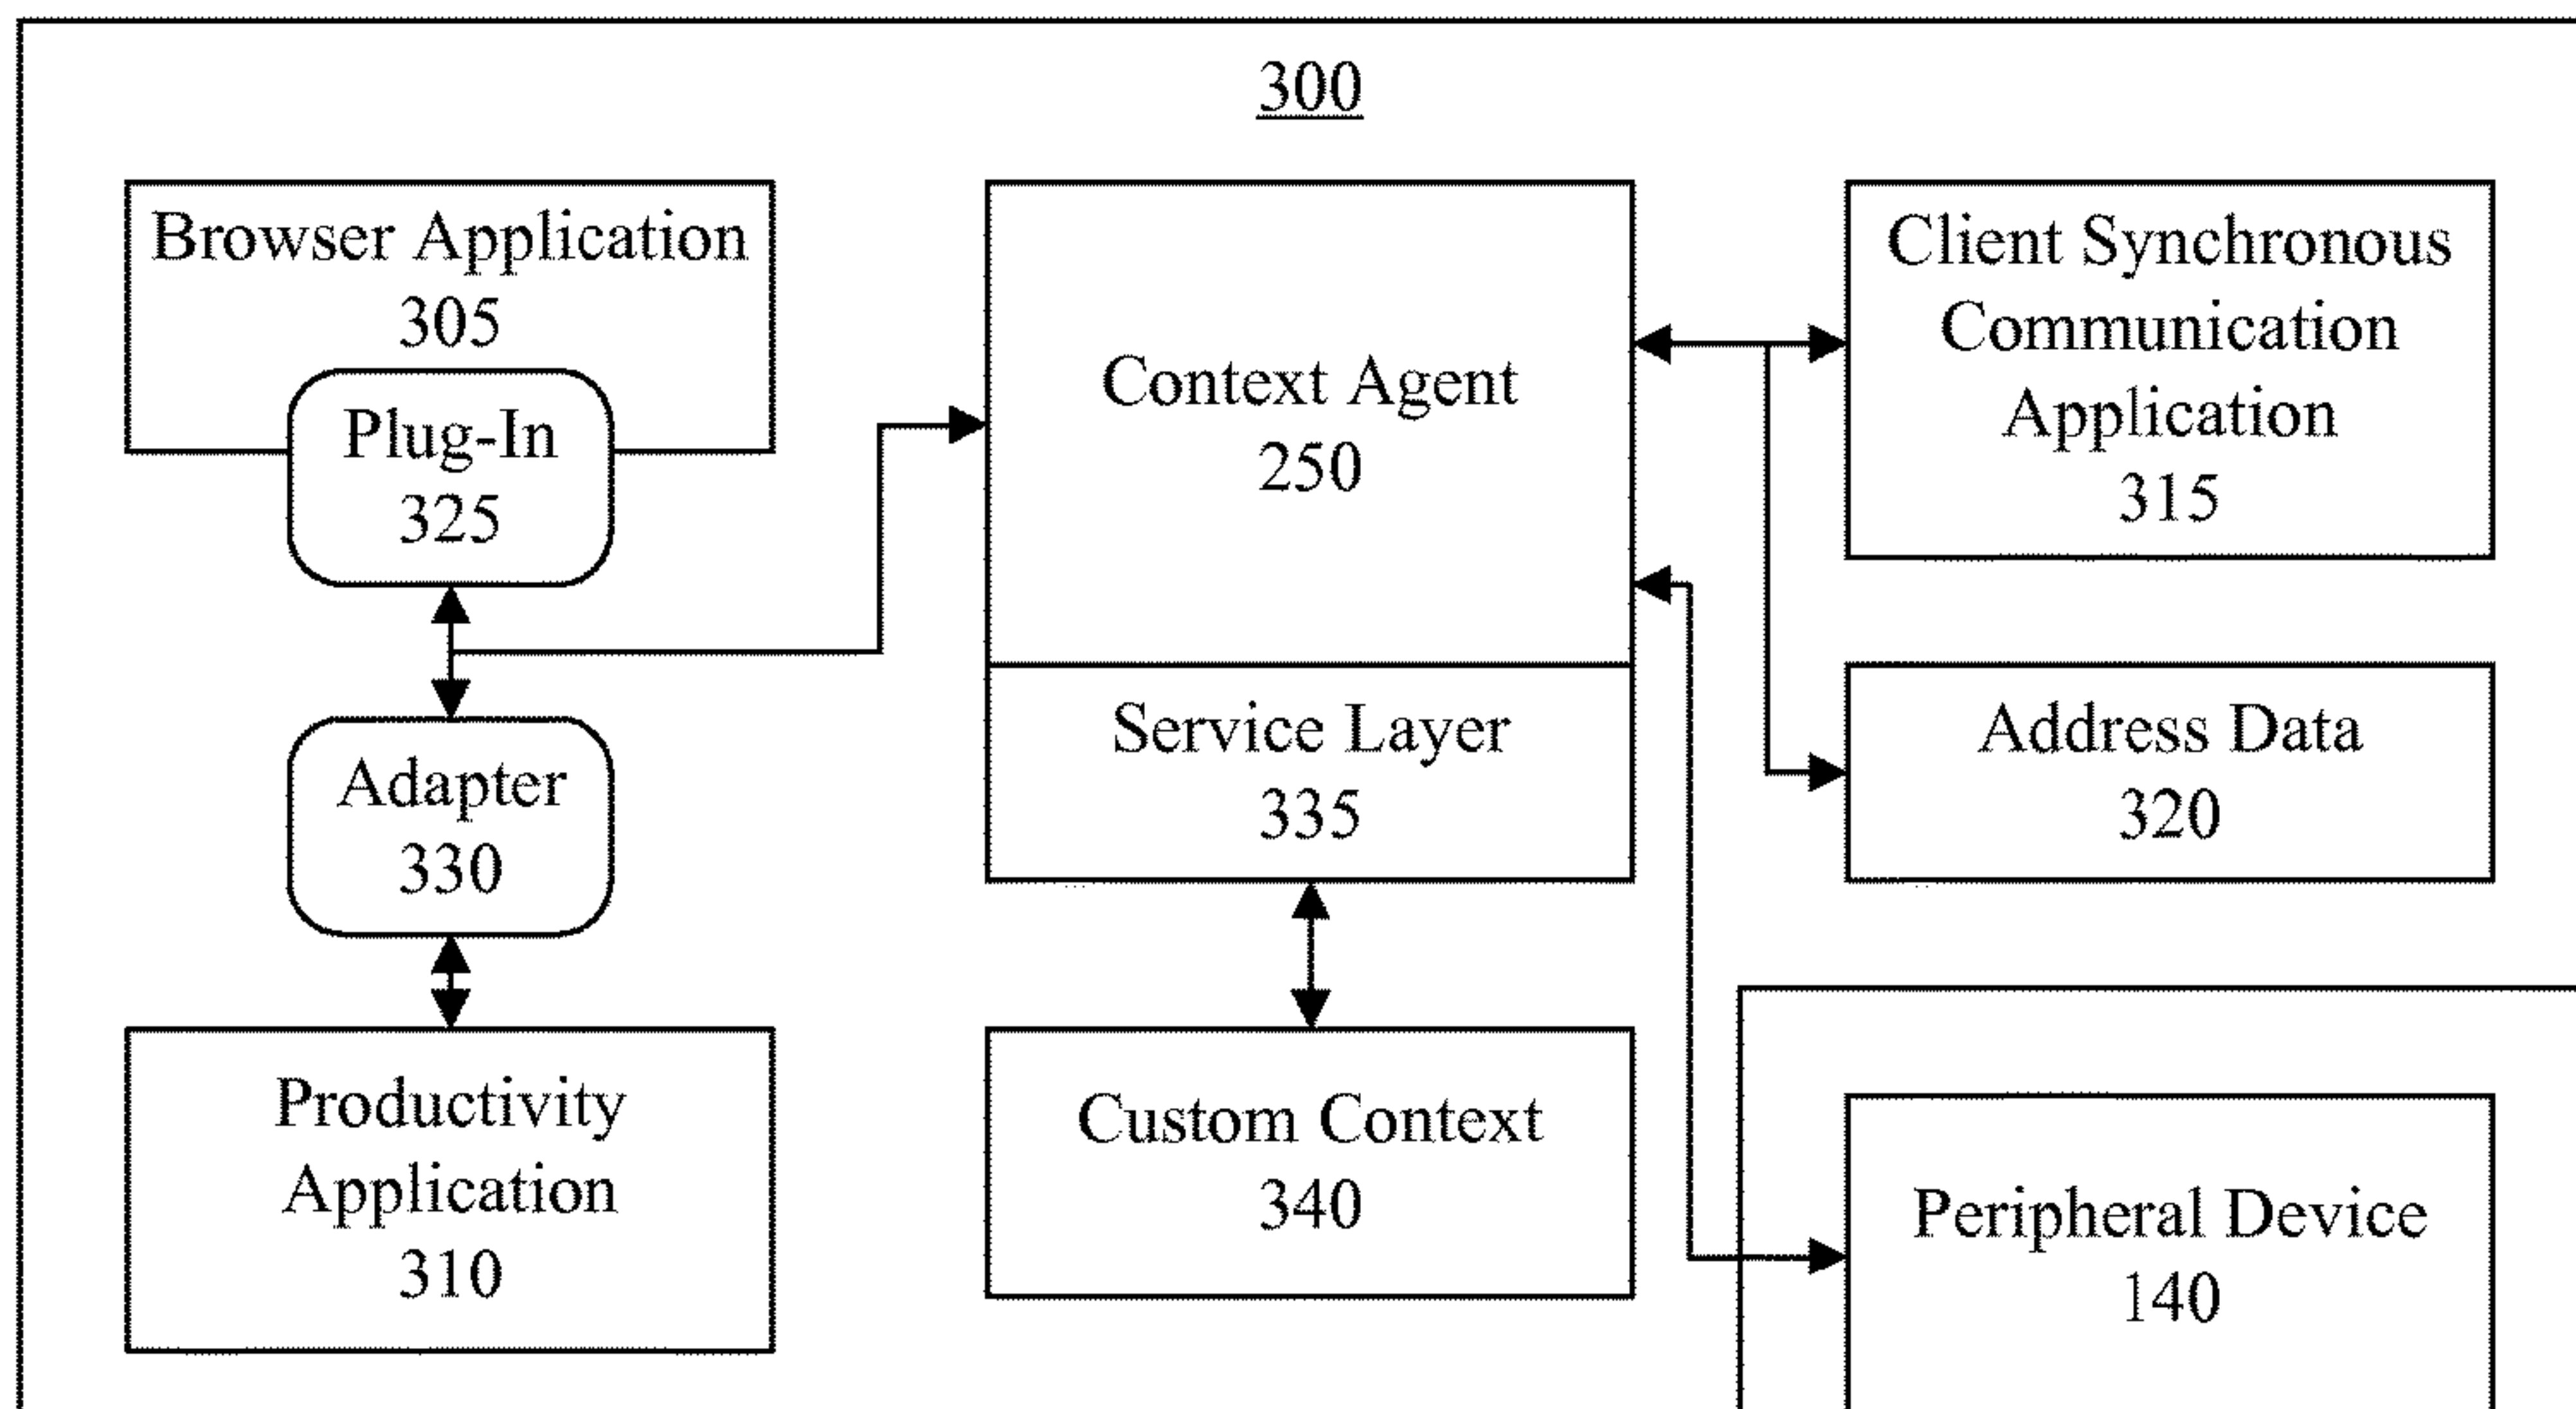 300
Browser Application
305
Plug-In
325
Adapter
330
Productivity
Application
310
Context Agent
250
Service Layer
335
Custom Context
340
Client Synchronous
Communication
Application
315
Address Data
320
Peripheral Device
140